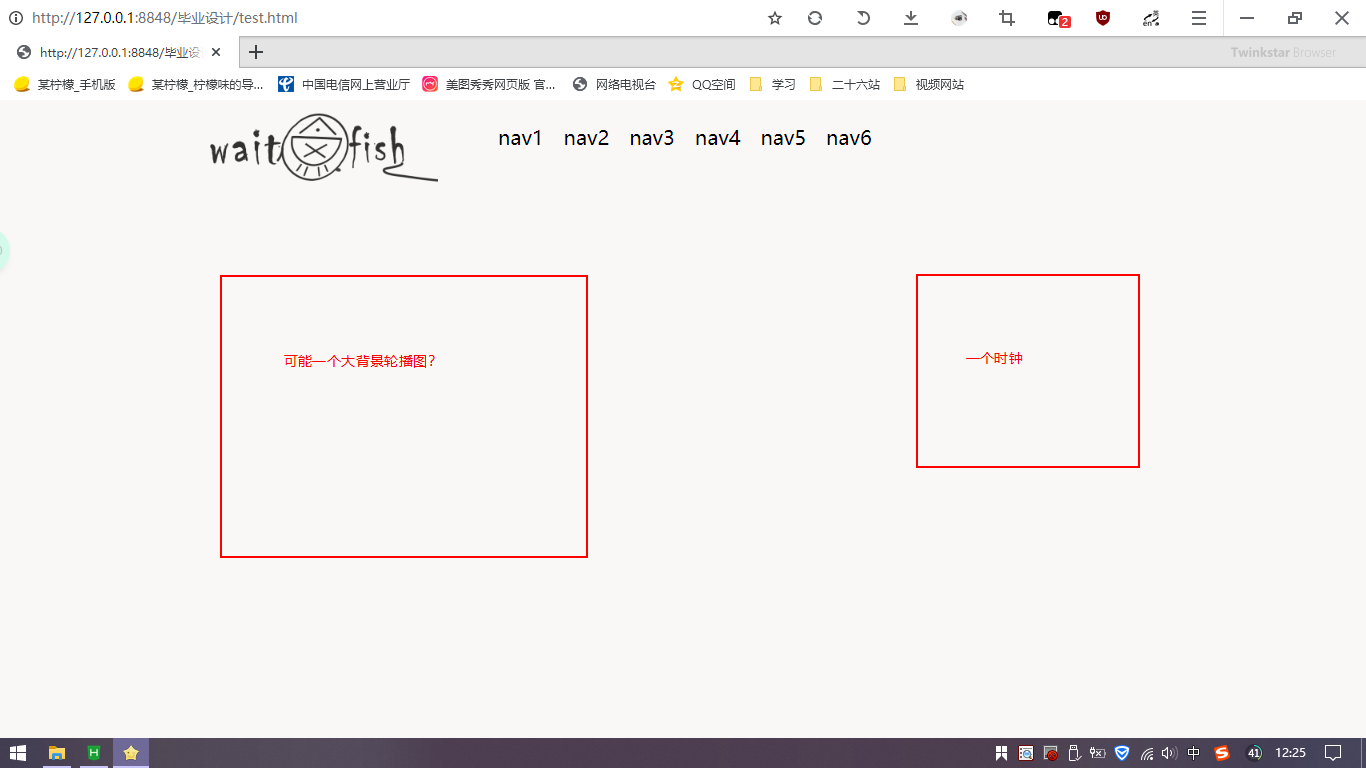 http://127.0.0.1:8848/毕业设计/test.html
2
UO
en
http://127.0.0.1:8848/毕业设
Twinkstar Browser
某柠檬_手机版
某柠檬_柠檬味的导...
中国电信网上营业厅
美图秀秀网页版 官...
网络电视台
QQ空间
学习
二十六站
视频网站
wait fish
nav1 nav2 nav3 nav4 nav5 nav6
可能一个大背景轮播图?
一个时钟
H
中
S
41
12:25